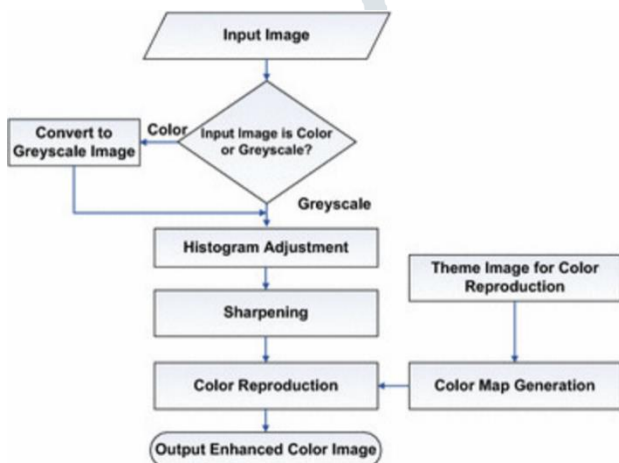 Input Image
Input Image is Color
or Greyscale?
Color
Convert to
Greyscale Image
Greyscale
Histogram Adjustment
Theme Image for Color
Reproduction
Sharpening
Color Reproduction
Color Map Generation
Output Enhanced Color Image